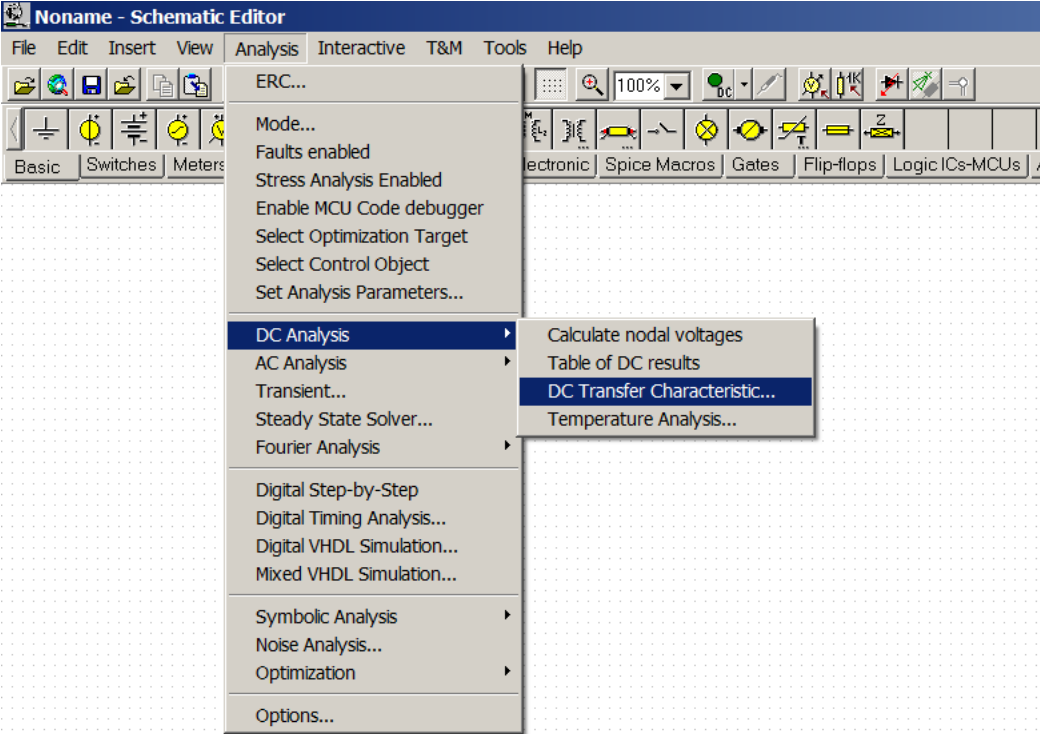 Noname - Schematic Editor
File Edit Insert View Analysis Interactive T&M Tools Help
100% DC 1K
M Z
T
Basic Switches Meters Spice Macros Gates Flip-flops Logic ICs-MCUs
ERC...
Mode...
Faults enabled
Stress Analysis Enabled
Enable MCU Code debugger
Select Optimization Target
Select Control Object
Set Analysis Parameters...
DC Analysis
AC Analysis
Transient...
Steady State Solver...
Fourier Analysis
Digital Step-by-Step
Digital Timing Analysis...
Digital VHDL Simulation...
Mixed VHDL Simulation...
Symbolic Analysis
Noise Analysis...
Optimization
Options...
Calculate nodal voltages
Table of DC results
DC Transfer Characteristic...
Temperature Analysis...